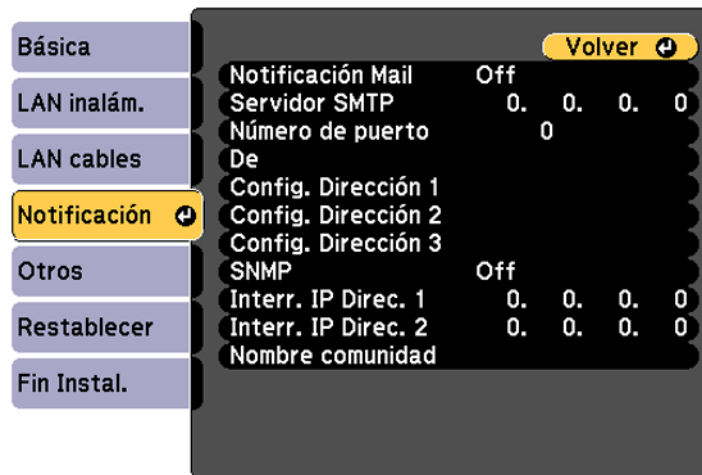 Básica
LAN inalám.
LAN cables
Notificación
Otros
Restablecer
Fin Instal.
Volver
Notificación Mail Off
Servidor SMTP 0. 0. 0. 0
Número de puerto 0
De
Config. Dirección 1
Config. Dirección 2
Config. Dirección 3
SNMP Off
Interr. IP Direc. 1 0. 0. 0. 0
Interr. IP Direc. 2 0. 0. 0. 0
Nombre comunidad